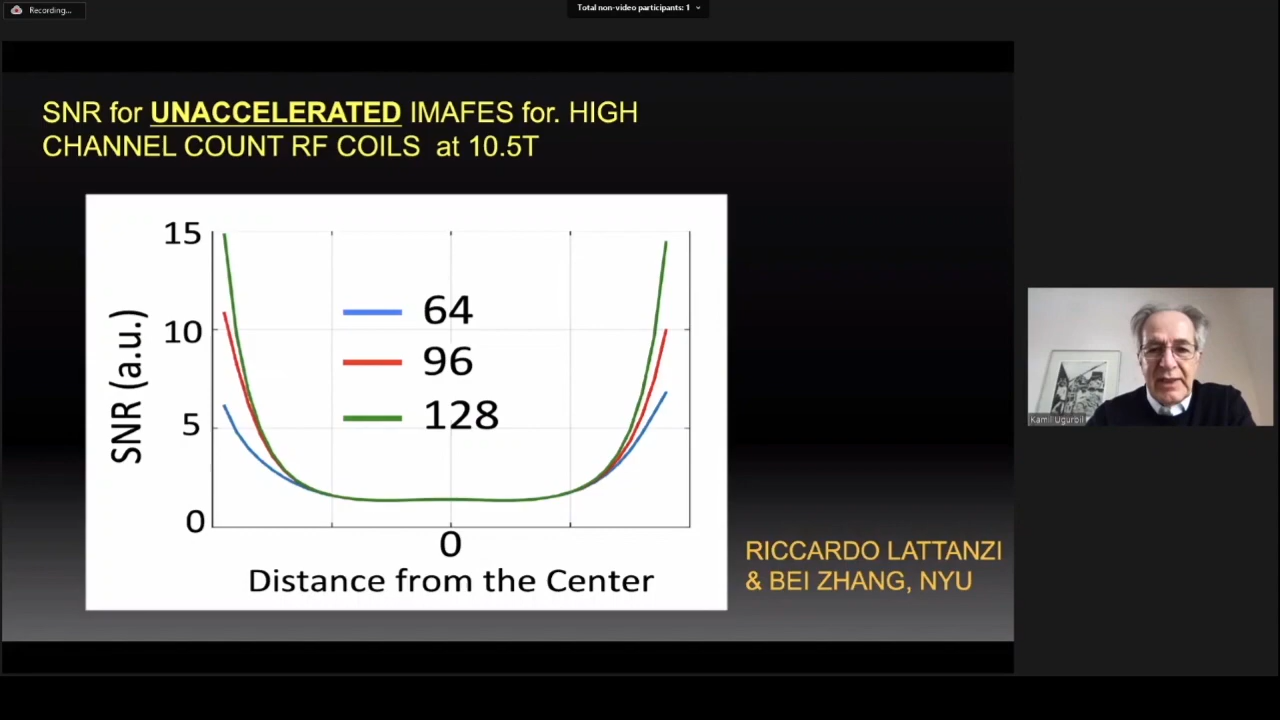 Recording...
Total non-video participants: 1
SNR for UNACCELERATED IMAFES for. HIGH
CHANNEL COUNT RF COILS at 10.5T
15
10
5
0
SNR (a.u.)
64
96
128
0
Distance from the Center
RICCARDO LATTANZI
& BEI ZHANG, NYU
Kamil Ugurbil